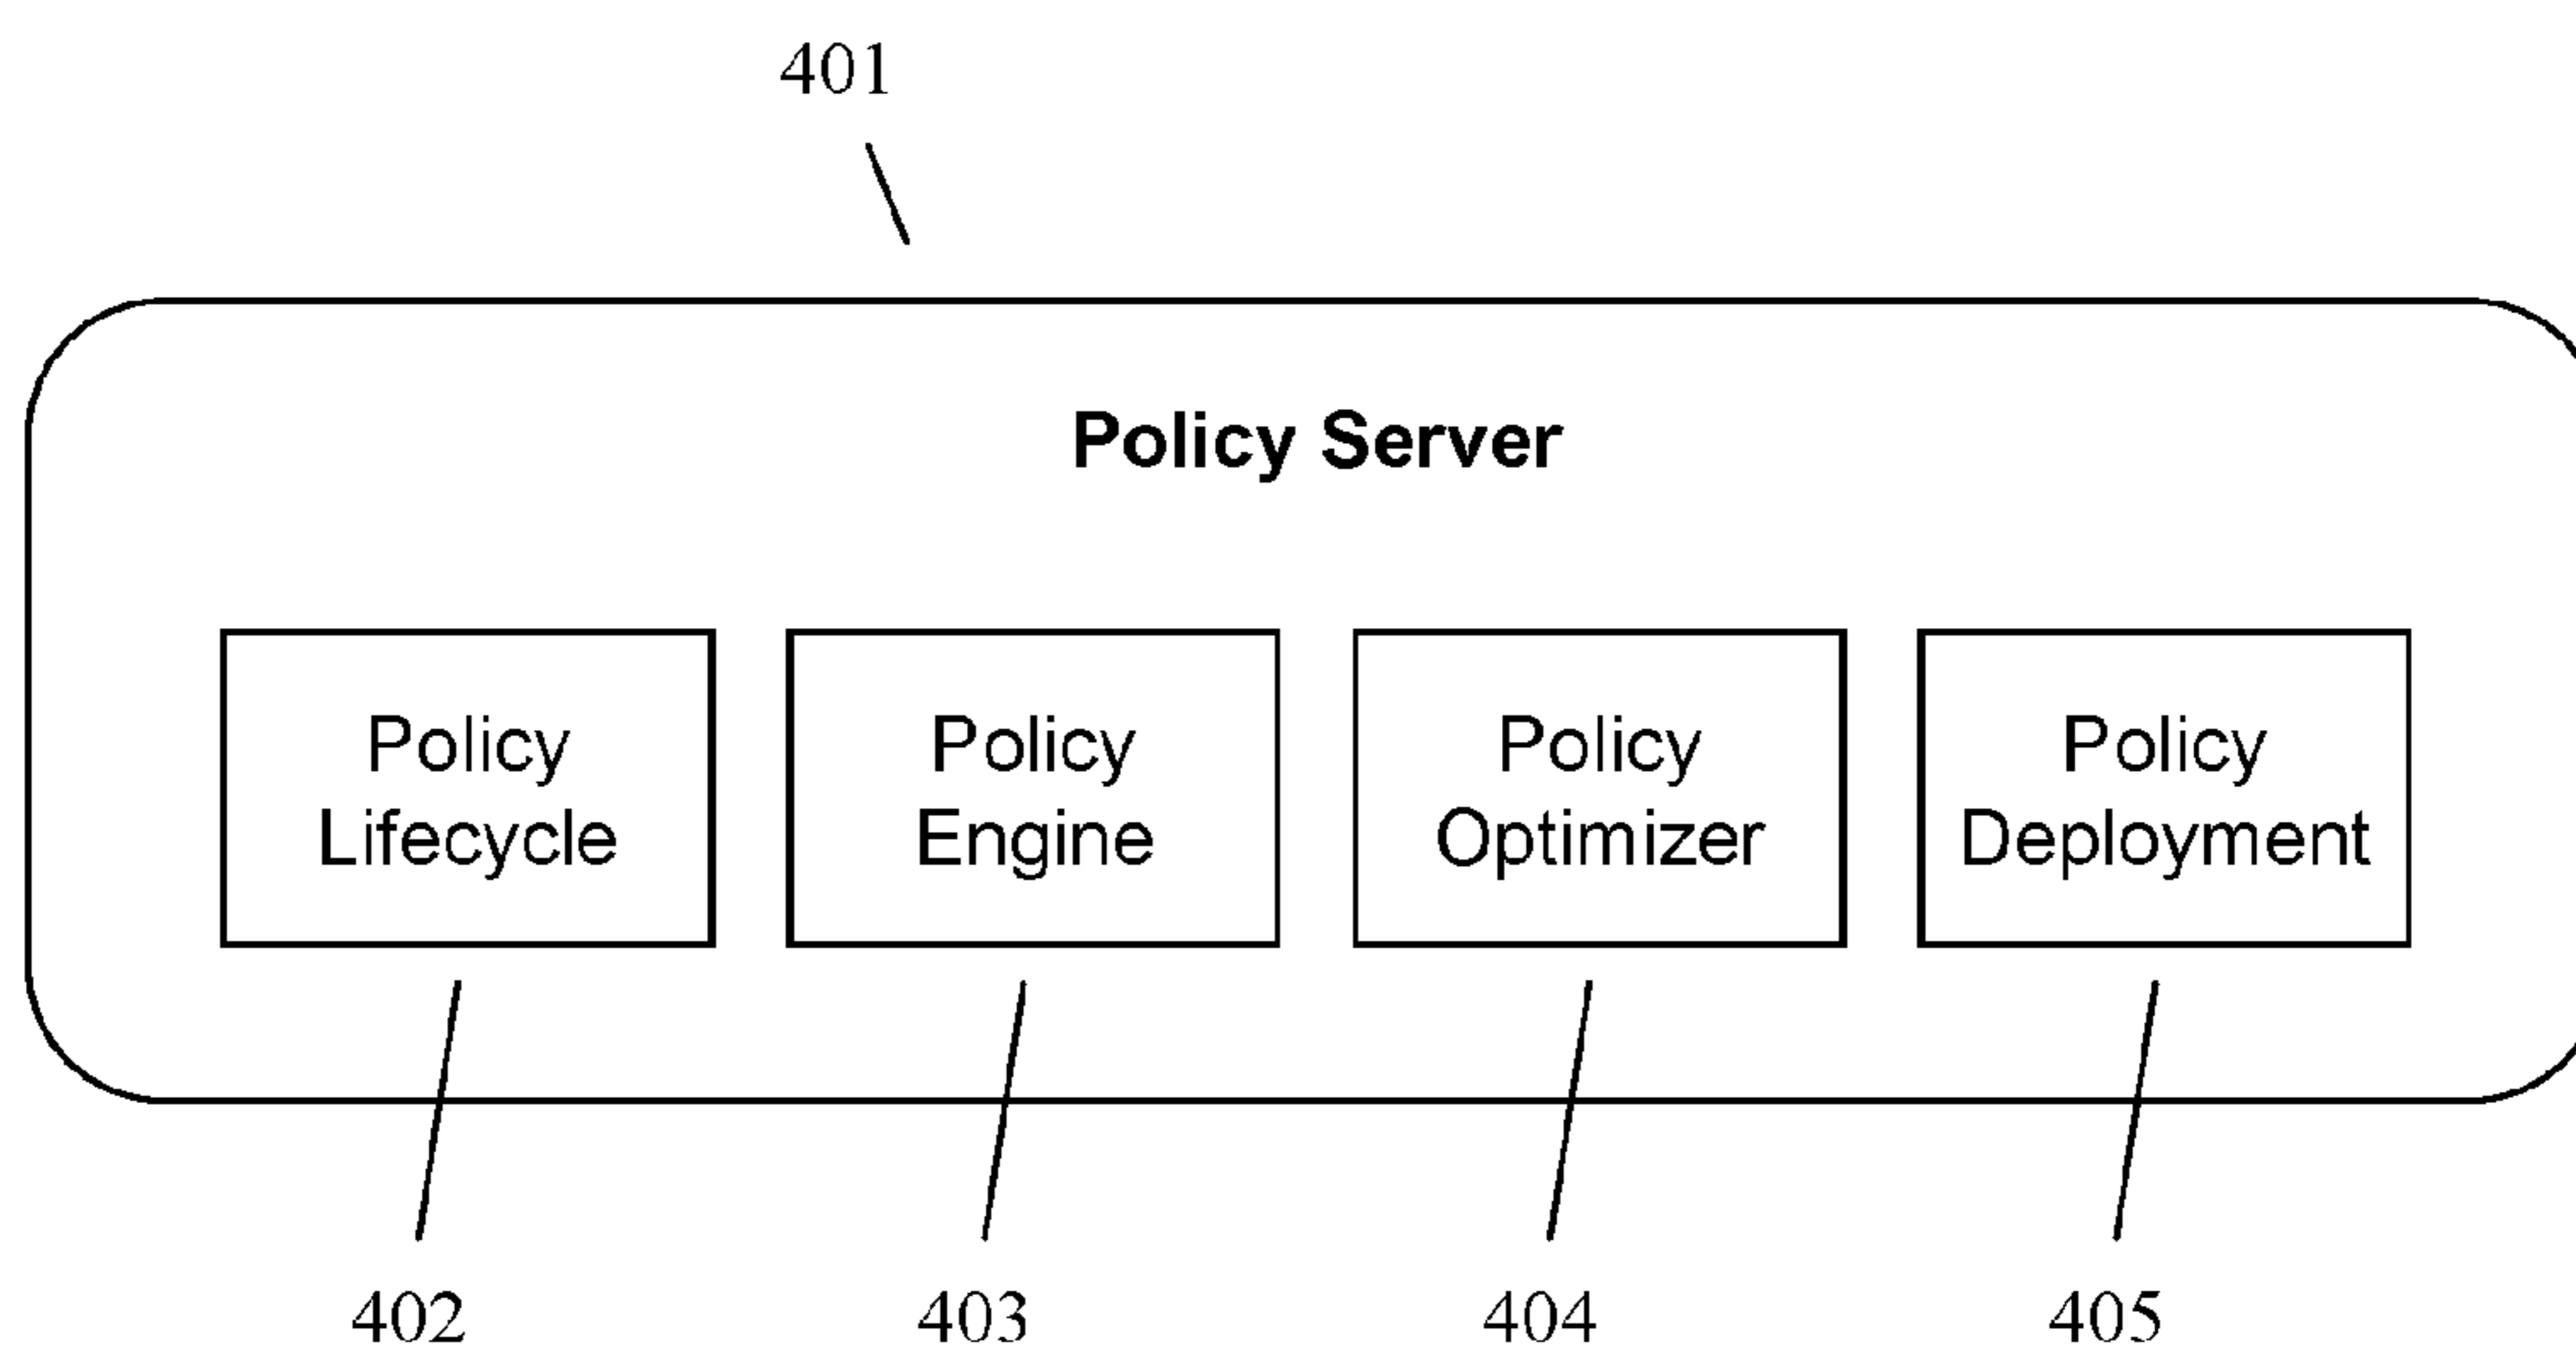 401
Policy Server
Policy
Lifecycle
Policy
Engine
Policy
Optimizer
Policy
Deployment
402
403
404
405